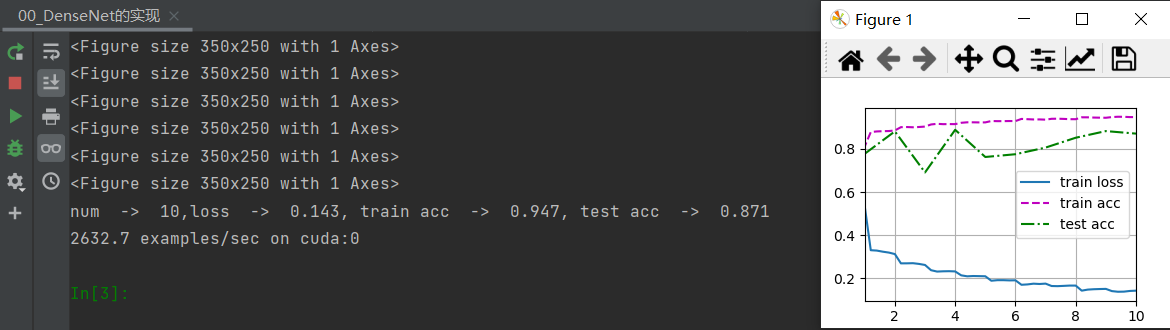 00_DenseNet的实现
<Figure size 350x250 with 1 Axes>
<Figure size 350x250 with 1 Axes>
<Figure size 350x250 with 1 Axes>
<Figure size 350x250 with 1 Axes>
<Figure size 350x250 with 1 Axes>
<Figure size 350x250 with 1 Axes>
num  ->  10,loss  ->  0.143, train acc  ->  0.947, test acc  ->  0.871
2632.7 examples/sec on cuda:0
In[3]:
Figure 1
0.8
0.6
0.4
0.2
train loss
train acc
test acc
2 4 6 8 10